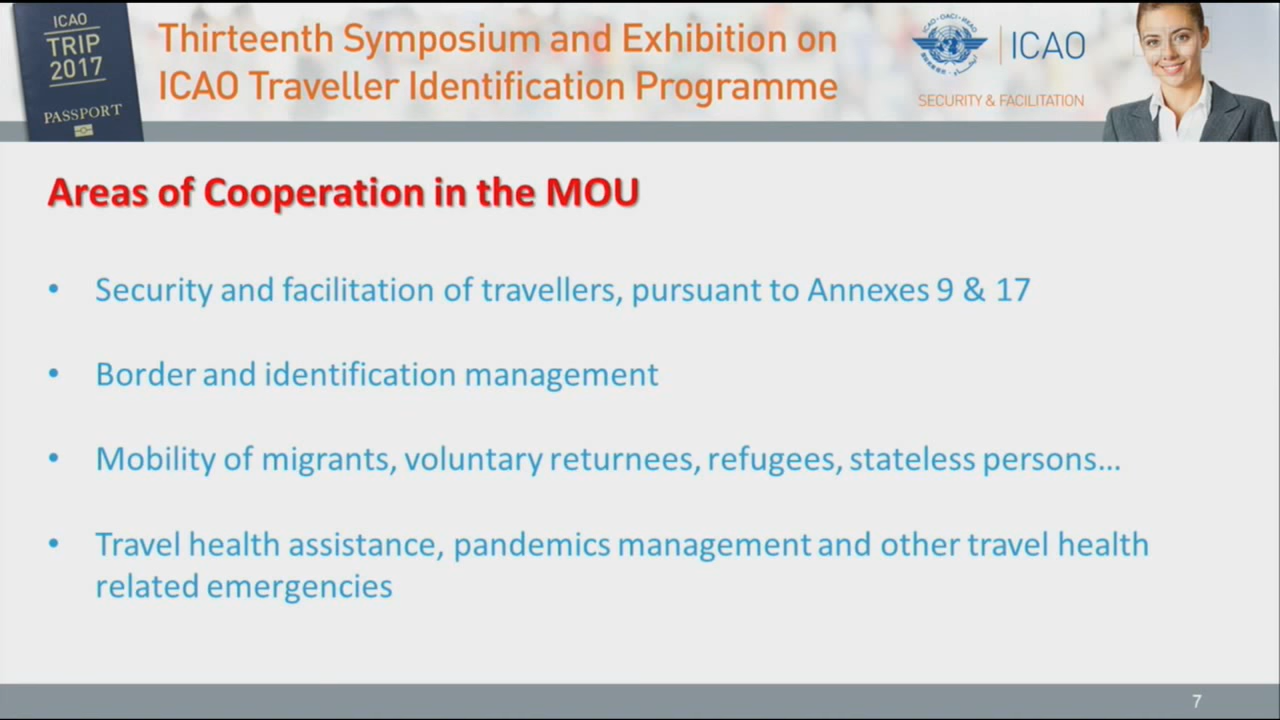 ICAO
TRIP
2017
PASSPORT
Thirteenth Symposium and Exhibition on
ICAO Traveller Identification Programme
ICAO
SECURITY & FACILITATION
Areas of Cooperation in the MOU
• Security and facilitation of travellers, pursuant to Annexes 9 & 17
• Border and identification management
• Mobility of migrants, voluntary returnees, refugees, stateless persons...
• Travel health assistance, pandemics management and other travel health
related emergencies
7